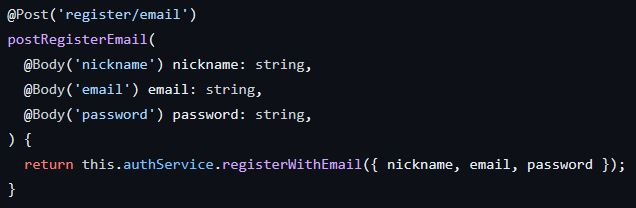 @Post('register/email')
postRegisterEmail(
  @Body('nickname') nickname: string,
  @Body('email') email: string,
  @Body('password') password: string,
) {
  return this.authService.registerWithEmail({ nickname, email, password });
}